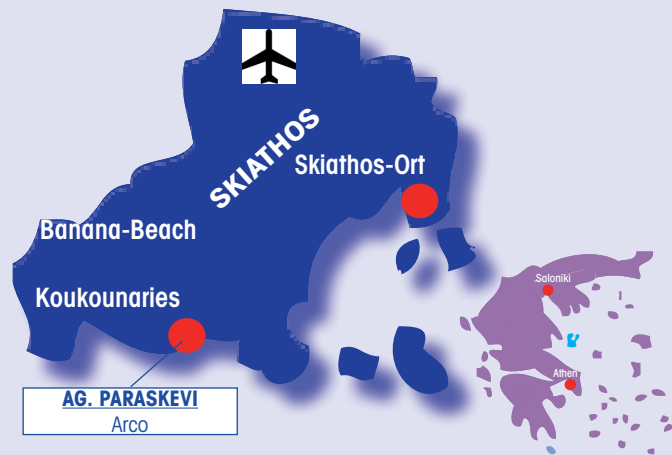 SKIATHOS
Skiathos-Ort
Banana-Beach
Koukounaries
AG. PARASKEVI
Arco
Saloniki
Athen